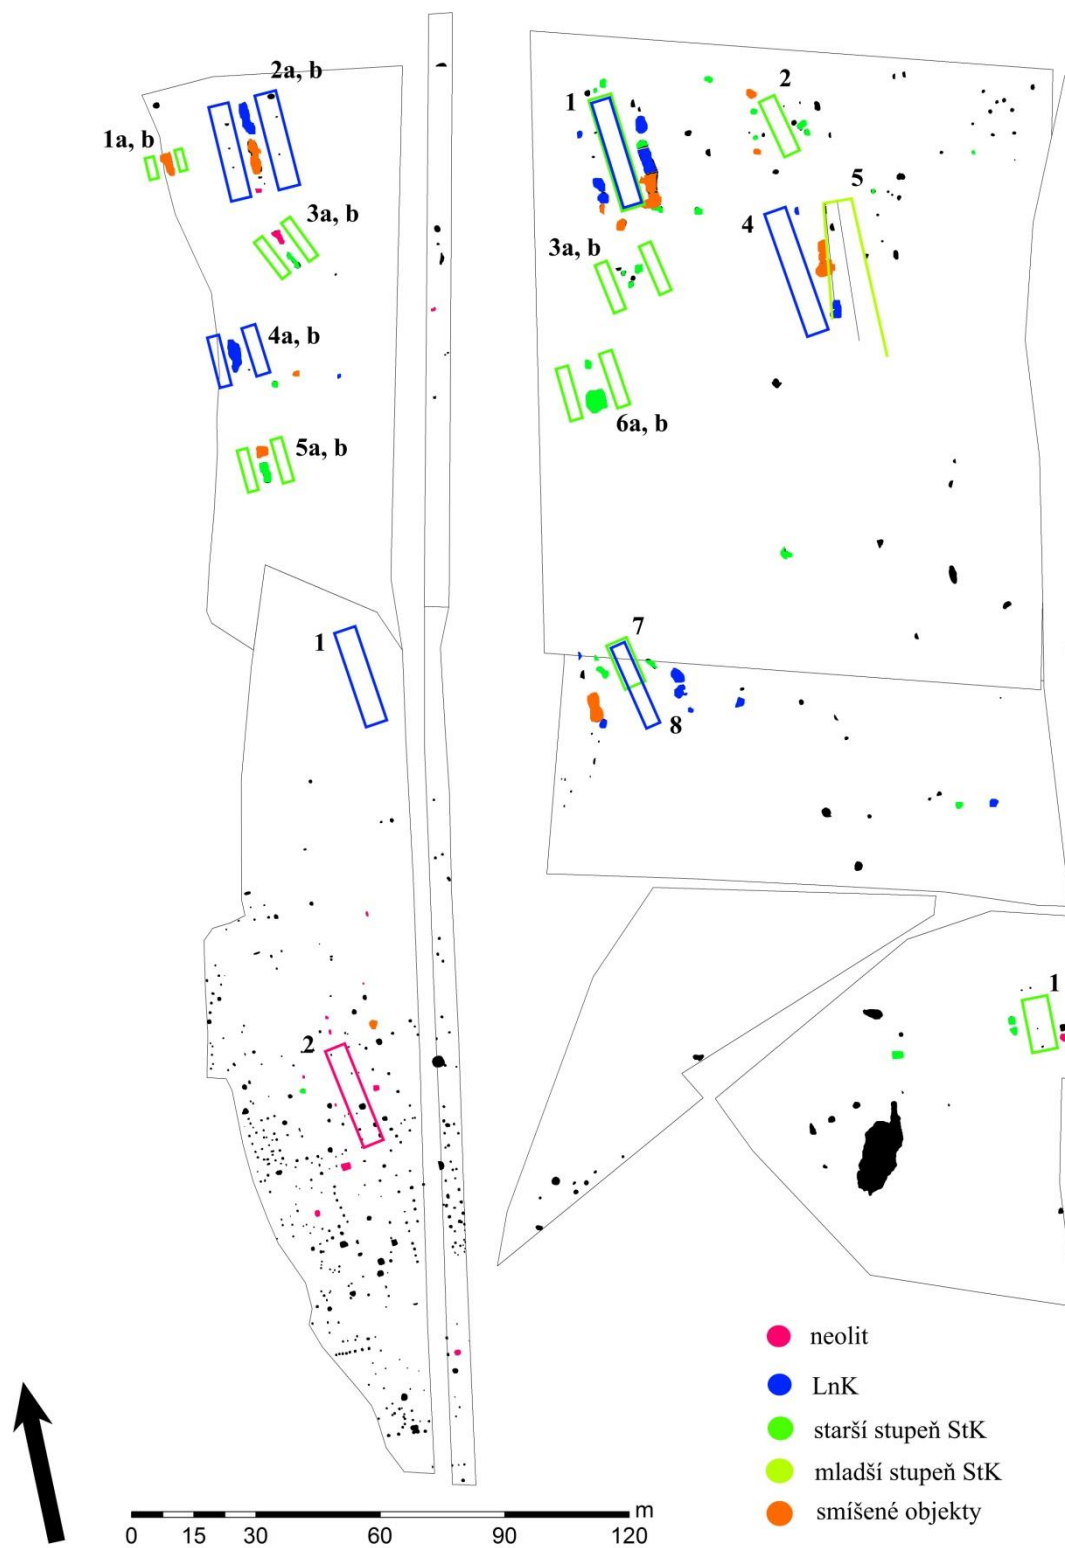 2a, b
1a, b
3a, b
4a, b
5a, b
1
2
1
2
5
4
3a, b
6a, b
7
8
1
neolit
LnK
starší stupeň StK
mladší stupeň StK
smíšené objekty
m
0 15 30 60 90 120